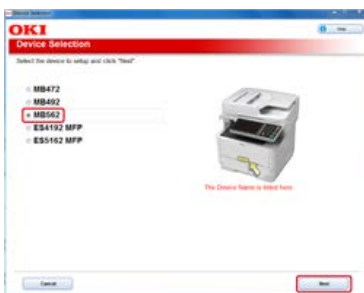 Device Selection
OKI
Device Selection
Select the device to setup and click "Next".
MB472
MB492
MB562
ES4192 MFP
ES5162 MFP
The Device Name is listed here
Cancel
Next